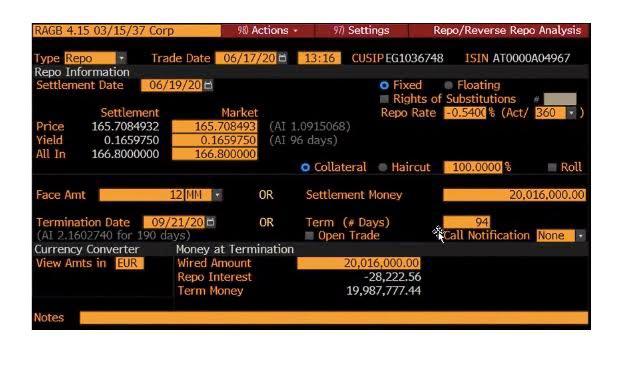 RAGB 4.15 03/15/37 Corp 98) Actions 97) Settings Repo/Reverse Repo Analysis
Type Repo Trade Date 06/17/20 13:16 CUSIP EG1036748 ISIN AT0000A04967
Repo Information
Settlement Date 06/19/20 Fixed Floating
Rights of Substitutions #
Settlement Market Repo Rate -0.5400 % (Act/ 360 )
Price 165.7084932 165.708493 (AI 1.0915068)
Yield 0.1659750 0.1659750 (AI 96 days)
All In 166.8000000 166.800000
Collateral Haircut 100.0000 % Roll
Face Amt 12 MM OR Settlement Money 20,016,000.00
Termination Date 09/21/20 OR Term (# Days) 94
(AI 2.1602740 for 190 days) Open Trade Call Notification None
Currency Converter Money at Termination
View Amts in EUR Wired Amount 20,016,000.00
Repo Interest -28,222.56
Term Money 19,987,777.44
Notes